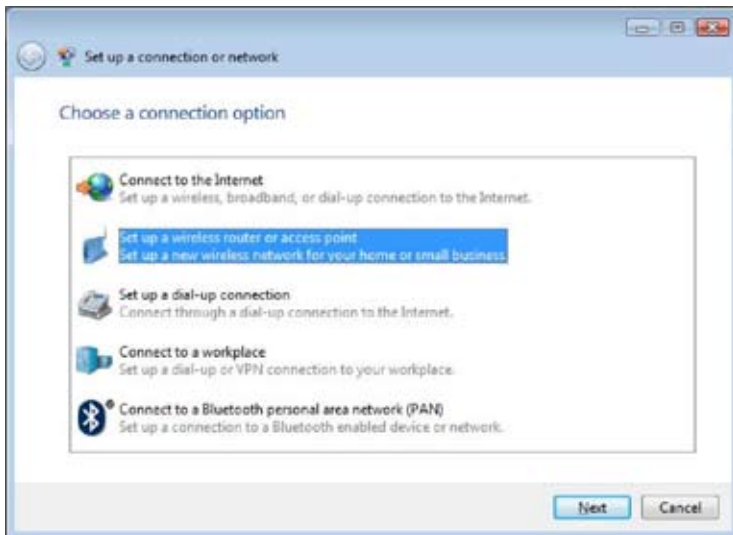 Set up a connection or network
Choose a connection option
Connect to the Internet
Set up a wireless, broadband, or dial-up connection to the Internet.
Set up a wireless router or access point
Set up a new wireless network for your home or small business
Set up a dial-up connection
Connect through a dial-up connection to the Internet.
Connect to a workplace
Set up a dial-up or VPN connection to your workplace.
Connect to a Bluetooth personal area network (PAN)
Set up a connection to a Bluetooth enabled device or network.
Next
Cancel